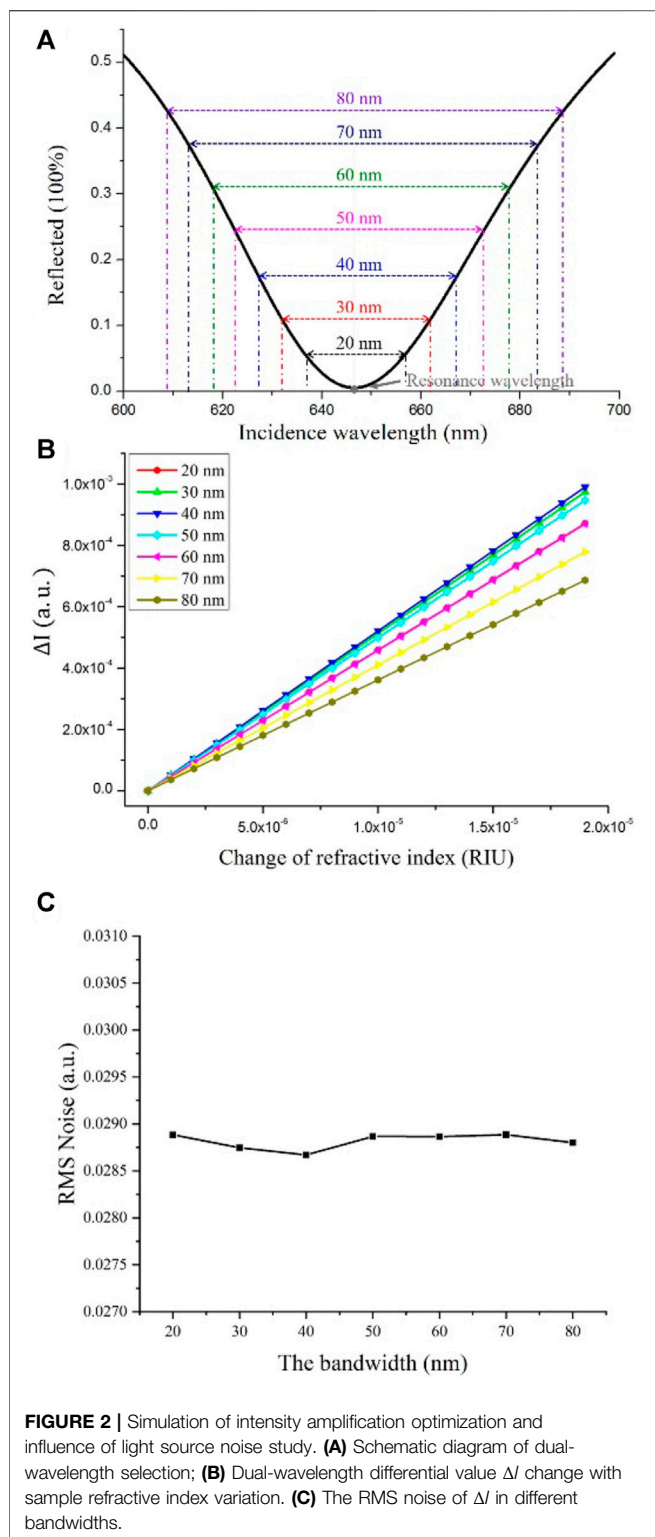 A
0.5
0.4
0.3
0.2
0.1
0.0
Reflected (100%)
80 nm
70 nm
60 nm
50 nm
40 nm
30 nm
20 nm
Resonance wavelength
600
620
640
660
680
700
Incidence wavelength (nm)
B
20 nm
30 nm
40 nm
50 nm
60 nm
70 nm
80 nm
1.0x10⁻³
8.0x10⁻⁴
6.0x10⁻⁴
4.0x10⁻⁴
2.0x10⁻⁴
0.0
ΔI (a. u.)
0.0
5.0x10⁻⁶
1.0x10⁻⁵
1.5x10⁻⁵
2.0x10⁻⁵
Change of refractive index (RIU)
C
0.0310
0.0305
0.0300
0.0295
0.0290
0.0285
0.0280
0.0275
0.0270
RMS Noise (a.u.)
20
30
40
50
60
70
80
The bandwidth (nm)
FIGURE 2 | Simulation of intensity amplification optimization and
influence of light source noise study. (A) Schematic diagram of dual-
wavelength selection; (B) Dual-wavelength differential value ΔI change with
sample refractive index variation. (C) The RMS noise of ΔI in different
bandwidths.